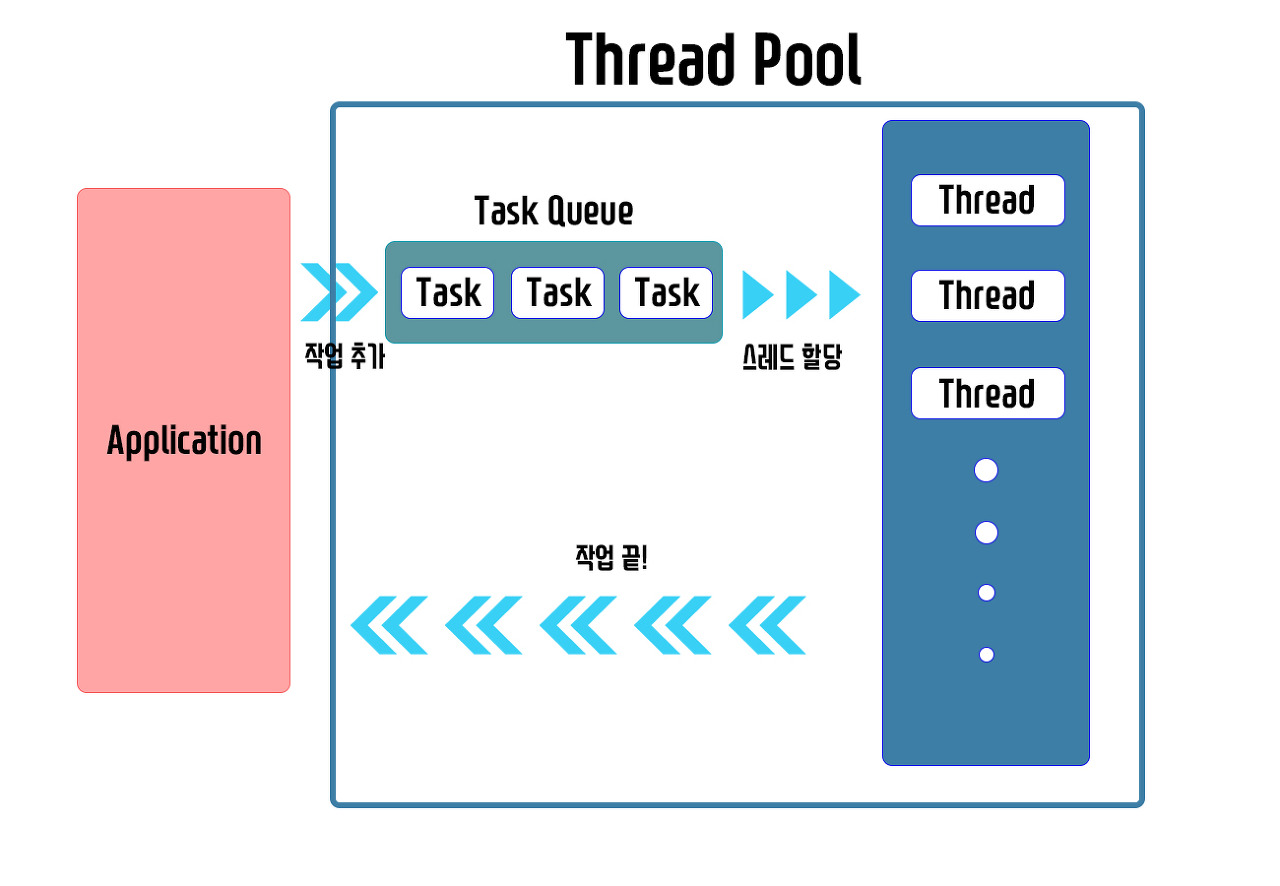 Thread Pool
Task Queue
Task
Task
Task
작업 추가
스레드 할당
Application
Thread
Thread
Thread
작업 끝!